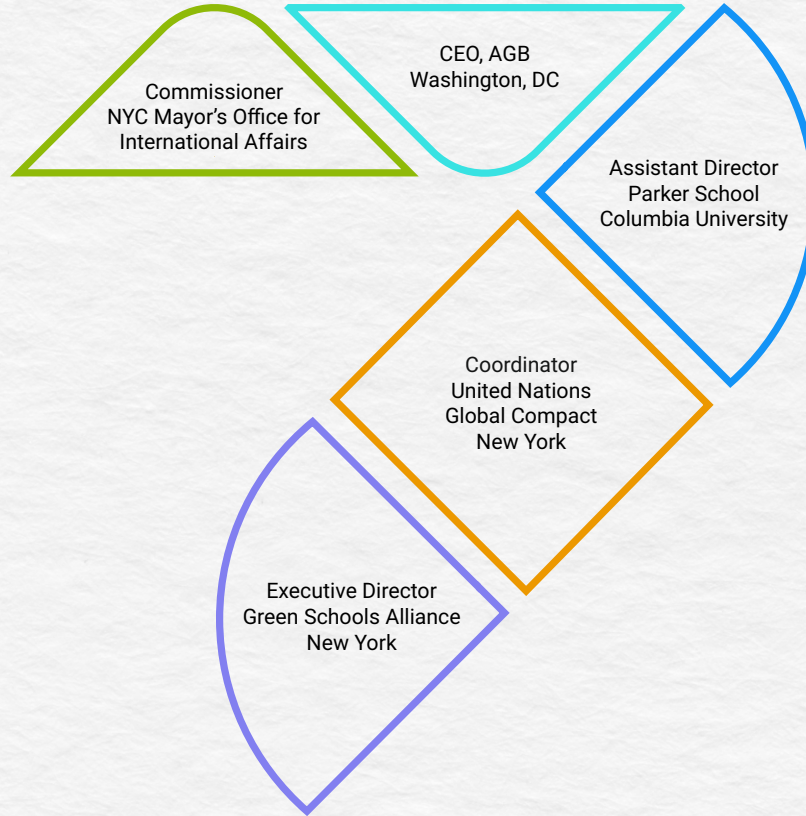 Commissioner
NYC Mayor's Office for
International Affairs
CEO, AGB
Washington, DC
Assistant Director
Parker School
Columbia University
Coordinator
United Nations
Global Compact
New York
Executive Director
Green Schools Alliance
New York